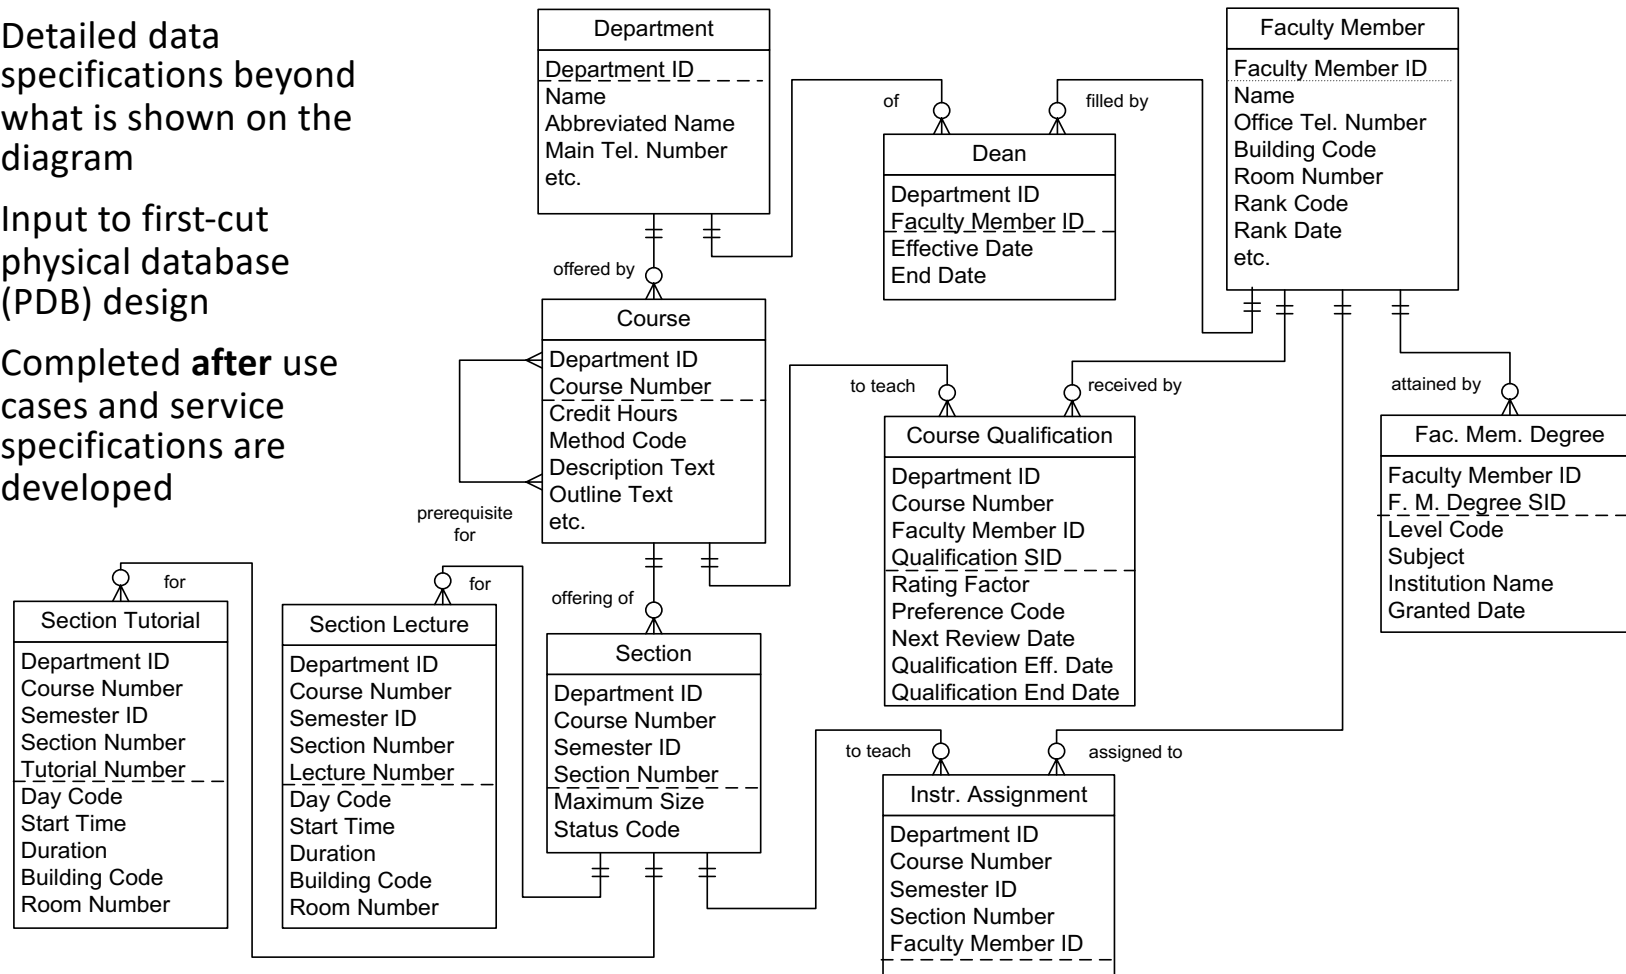 Detailed data
specifications beyond
what is shown on the
diagram
Input to first-cut
physical database
(PDB) design
Completed after use
cases and service
specifications are
developed
Department
Department ID
Name
Abbreviated Name
Main Tel. Number
etc.
of
filled by
Dean
Department ID
Faculty Member ID
Effective Date
End Date
Faculty Member
Faculty Member ID
Name
Office Tel. Number
Building Code
Room Number
Rank Code
Rank Date
etc.
offered by
Course
Department ID
Course Number
Credit Hours
Method Code
Description Text
Outline Text
etc.
prerequisite
for
to teach
received by
Course Qualification
Department ID
Course Number
Faculty Member ID
Qualification SID
Rating Factor
Preference Code
Next Review Date
Qualification Eff. Date
Qualification End Date
attained by
Fac. Mem. Degree
Faculty Member ID
F. M. Degree SID
Level Code
Subject
Institution Name
Granted Date
for
Section Tutorial
Department ID
Course Number
Semester ID
Section Number
Tutorial Number
Day Code
Start Time
Duration
Building Code
Room Number
for
Section Lecture
Department ID
Course Number
Semester ID
Section Number
Lecture Number
Day Code
Start Time
Duration
Building Code
Room Number
offering of
Section
Department ID
Course Number
Semester ID
Section Number
Maximum Size
Status Code
to teach
assigned to
Instr. Assignment
Department ID
Course Number
Semester ID
Section Number
Faculty Member ID